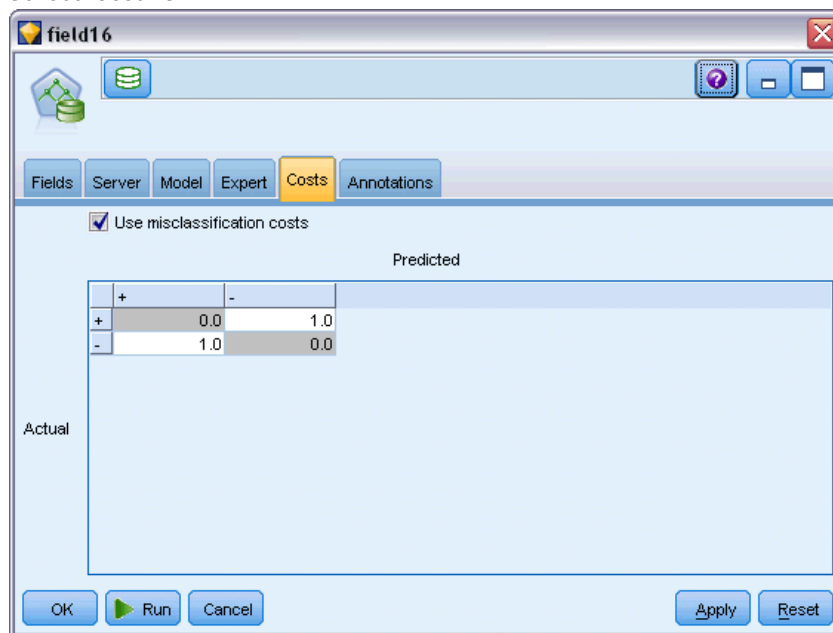 field16
Fields Server Model Expert Costs Annotations
Use misclassification costs
Predicted
+ -
+ 0.0 1.0
- 1.0 0.0
Actual
OK Run Cancel Apply Reset